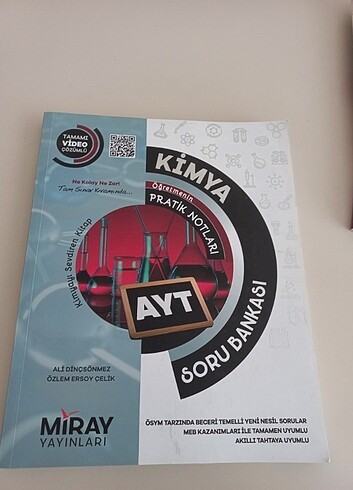 TAMAMI
VİDEO
ÇÖZÜMLÜ
Ne Kolay Ne Zor!
Tam Sınav Kıvamında...
KİMYA
Öğretmenin
PRATİK NOTLARI
Kimyayı Sevdiren Kitap
AYT
SORU BANKASI
ALİ DİNÇSÖNMEZ
ÖZLEM ERSOY ÇELİK
MİRAY
YAYINLARI
ÖSYM TARZINDA BECERİ TEMELLİ YENİ NESİL SORULAR
MEB KAZANIMLARI İLE TAMAMEN UYUMLU
AKILLI TAHTAYA UYUMLU